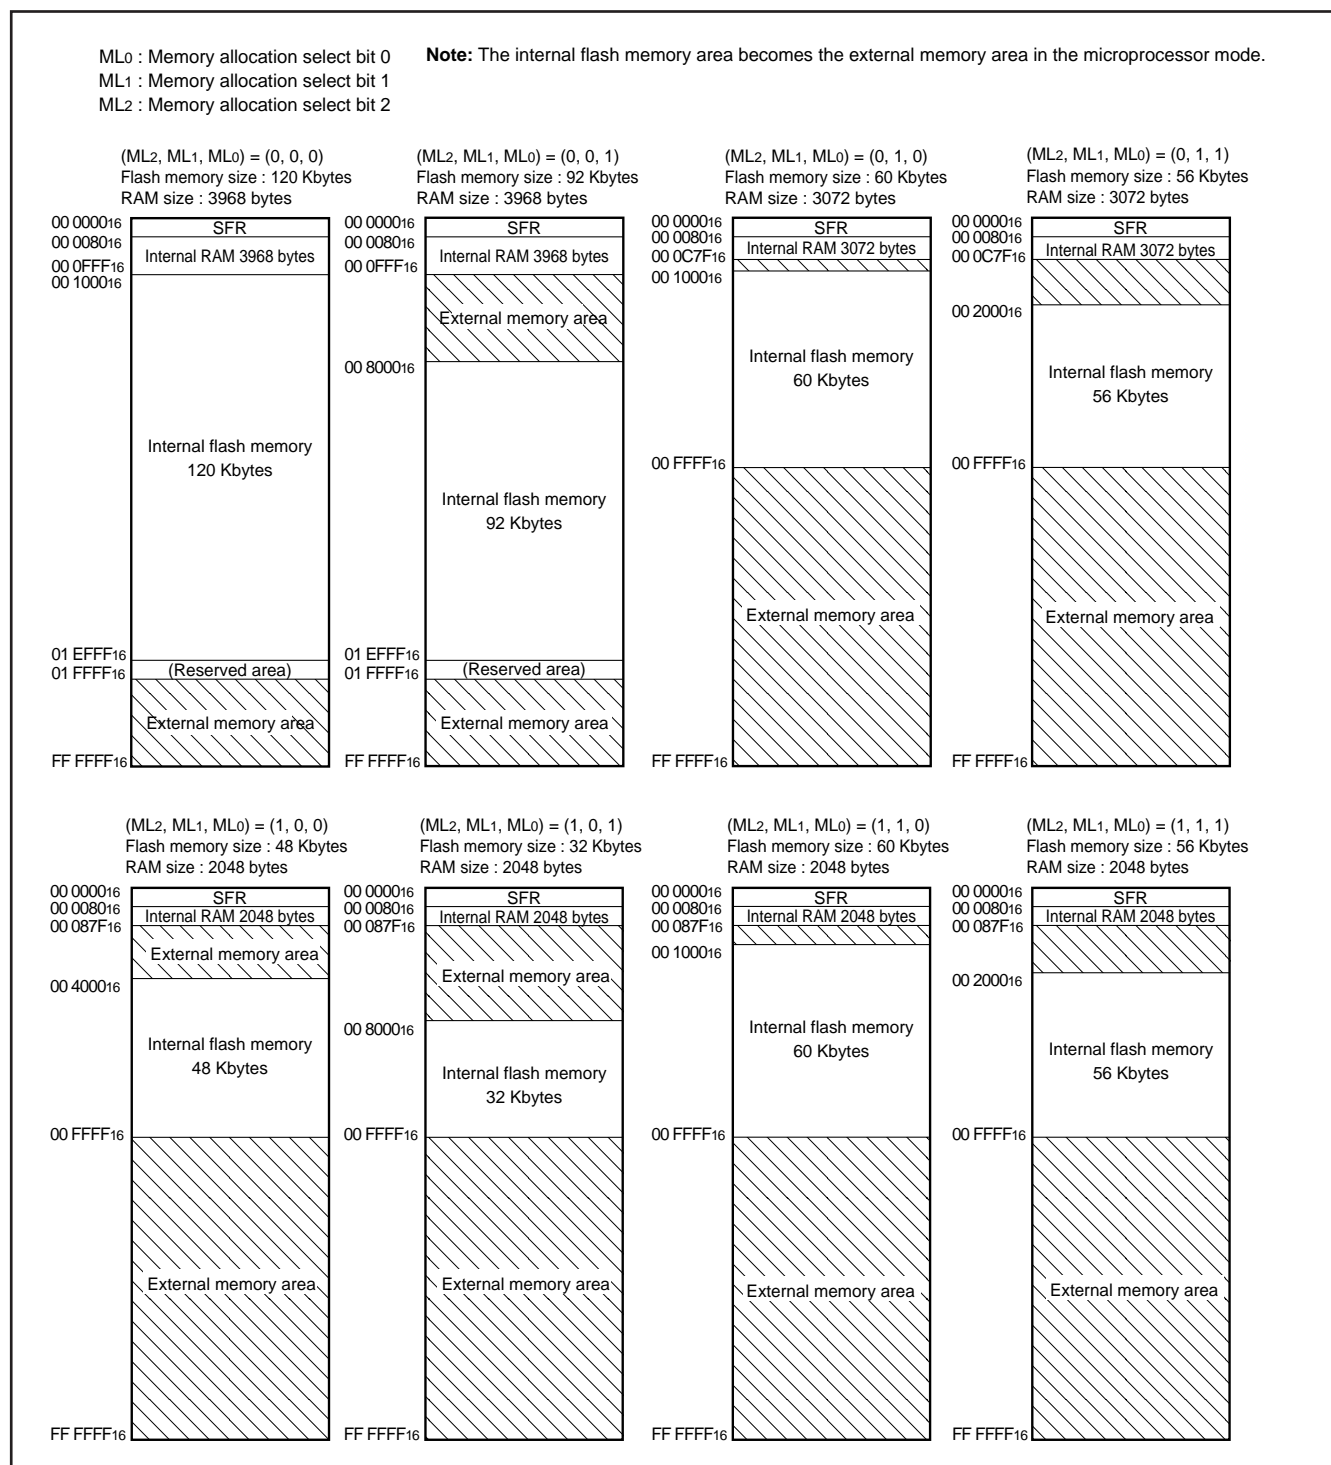 ML0 : Memory allocation select bit 0
ML1 : Memory allocation select bit 1
ML2 : Memory allocation select bit 2
Note: The internal flash memory area becomes the external memory area in the microprocessor mode.
(ML2, ML1, ML0) = (0, 0, 0)
Flash memory size : 120 Kbytes
RAM size : 3968 bytes
00 000016
00 008016
00 0FFF16
00 100016
01 EFFF16
01 FFFF16
FF FFFF16
SFR
Internal RAM 3968 bytes
Internal flash memory
120 Kbytes
(Reserved area)
External memory area
(ML2, ML1, ML0) = (0, 0, 1)
Flash memory size : 92 Kbytes
RAM size : 3968 bytes
00 000016
00 008016
00 0FFF16
00 800016
01 EFFF16
01 FFFF16
FF FFFF16
SFR
Internal RAM 3968 bytes
External memory area
Internal flash memory
92 Kbytes
(Reserved area)
External memory area
(ML2, ML1, ML0) = (0, 1, 0)
Flash memory size : 60 Kbytes
RAM size : 3072 bytes
00 000016
00 008016
00 0C7F16
00 100016
00 FFFF16
FF FFFF16
SFR
Internal RAM 3072 bytes
Internal flash memory
60 Kbytes
External memory area
(ML2, ML1, ML0) = (0, 1, 1)
Flash memory size : 56 Kbytes
RAM size : 3072 bytes
00 000016
00 008016
00 0C7F16
00 200016
00 FFFF16
FF FFFF16
SFR
Internal RAM 3072 bytes
Internal flash memory
56 Kbytes
External memory area
(ML2, ML1, ML0) = (1, 0, 0)
Flash memory size : 48 Kbytes
RAM size : 2048 bytes
00 000016
00 008016
00 087F16
00 400016
00 FFFF16
FF FFFF16
SFR
Internal RAM 2048 bytes
External memory area
Internal flash memory
48 Kbytes
External memory area
(ML2, ML1, ML0) = (1, 0, 1)
Flash memory size : 32 Kbytes
RAM size : 2048 bytes
00 000016
00 008016
00 087F16
00 800016
00 FFFF16
FF FFFF16
SFR
Internal RAM 2048 bytes
External memory area
Internal flash memory
32 Kbytes
External memory area
(ML2, ML1, ML0) = (1, 1, 0)
Flash memory size : 60 Kbytes
RAM size : 2048 bytes
00 000016
00 008016
00 087F16
00 100016
00 FFFF16
FF FFFF16
SFR
Internal RAM 2048 bytes
Internal flash memory
60 Kbytes
External memory area
(ML2, ML1, ML0) = (1, 1, 1)
Flash memory size : 56 Kbytes
RAM size : 2048 bytes
00 000016
00 008016
00 087F16
00 200016
00 FFFF16
FF FFFF16
SFR
Internal RAM 2048 bytes
Internal flash memory
56 Kbytes
External memory area